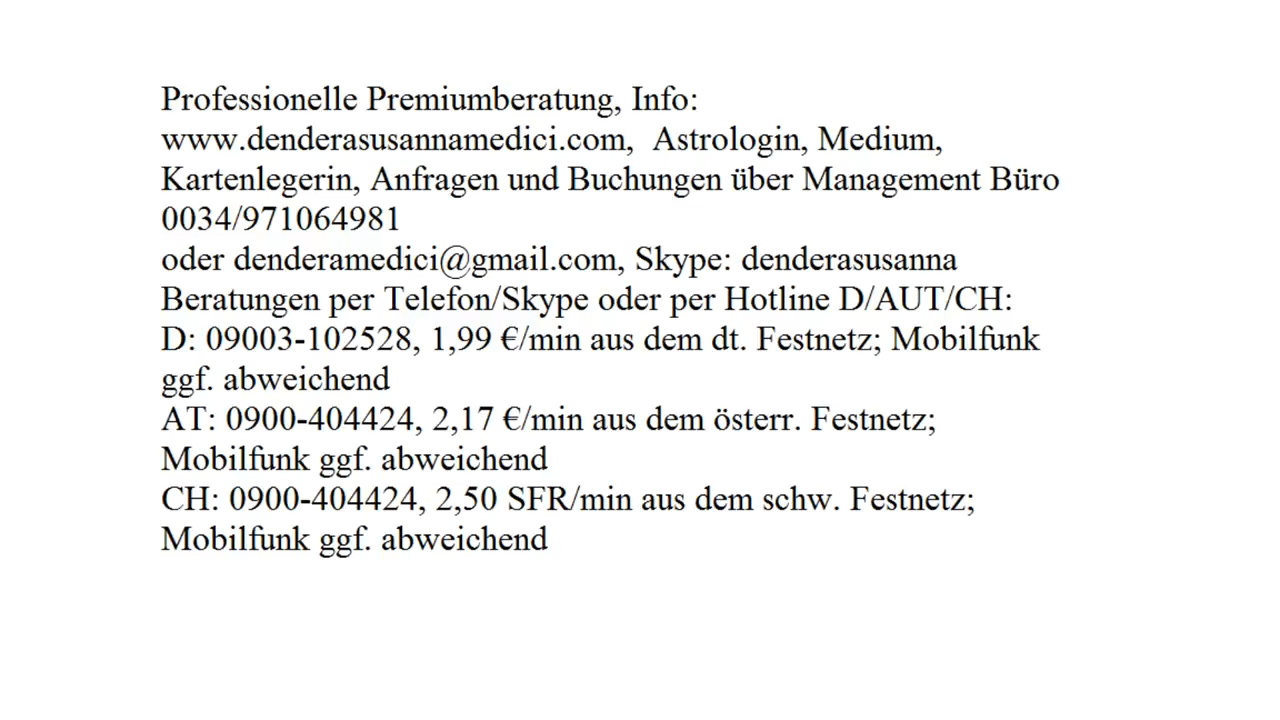 Professionelle Premiumberatung, Info:
www.denderasusannamedici.com,  Astrologin, Medium,
Kartenlegerin, Anfragen und Buchungen über Management Büro
0034/971064981
oder denderamedici@gmail.com, Skype: denderasusanna
Beratungen per Telefon/Skype oder per Hotline D/AUT/CH:
D: 09003-102528, 1,99 €/min aus dem dt. Festnetz; Mobilfunk
ggf. abweichend
AT: 0900-404424, 2,17 €/min aus dem österr. Festnetz;
Mobilfunk ggf. abweichend
CH: 0900-404424, 2,50 SFR/min aus dem schw. Festnetz;
Mobilfunk ggf. abweichend